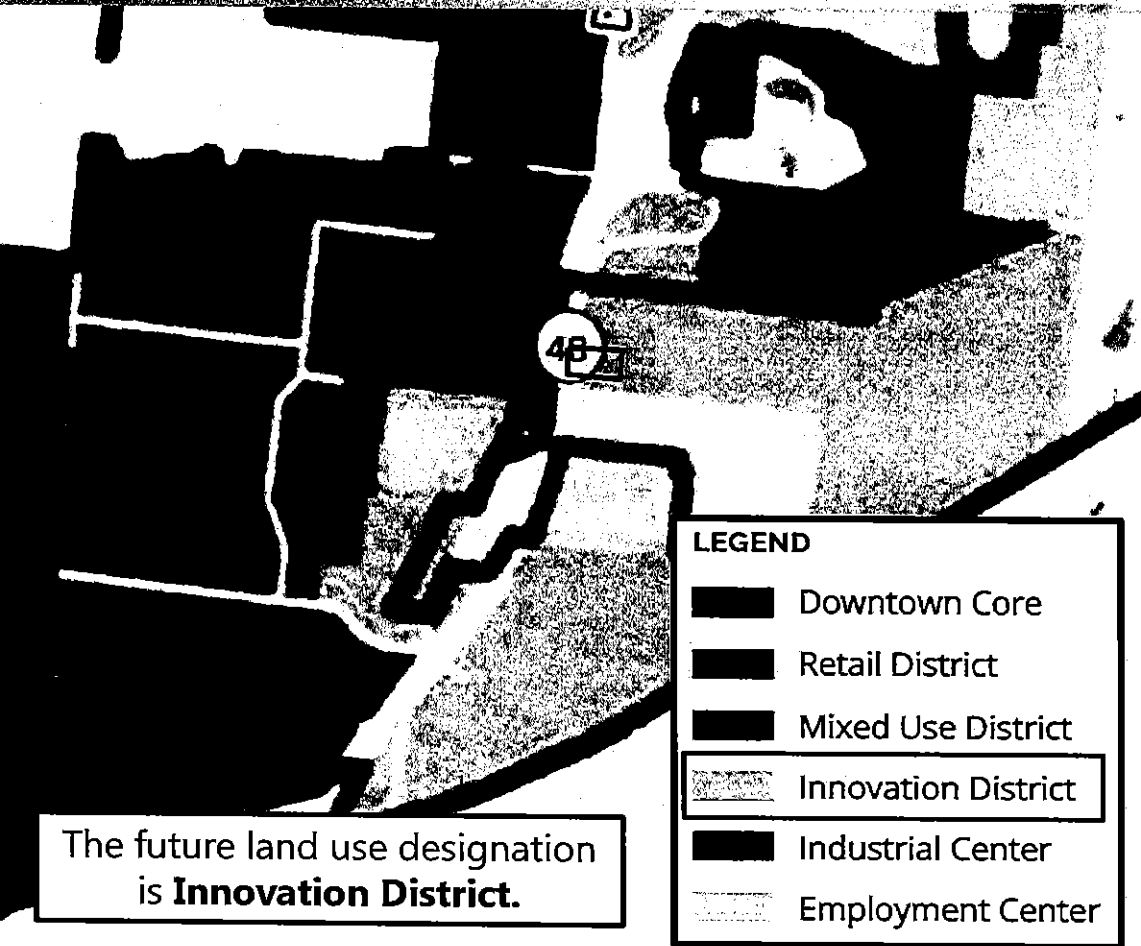 48
LEGEND
Downtown Core
Retail District
Mixed Use District
Innovation District
Industrial Center
Employment Center
The future land use designation
is Innovation District.